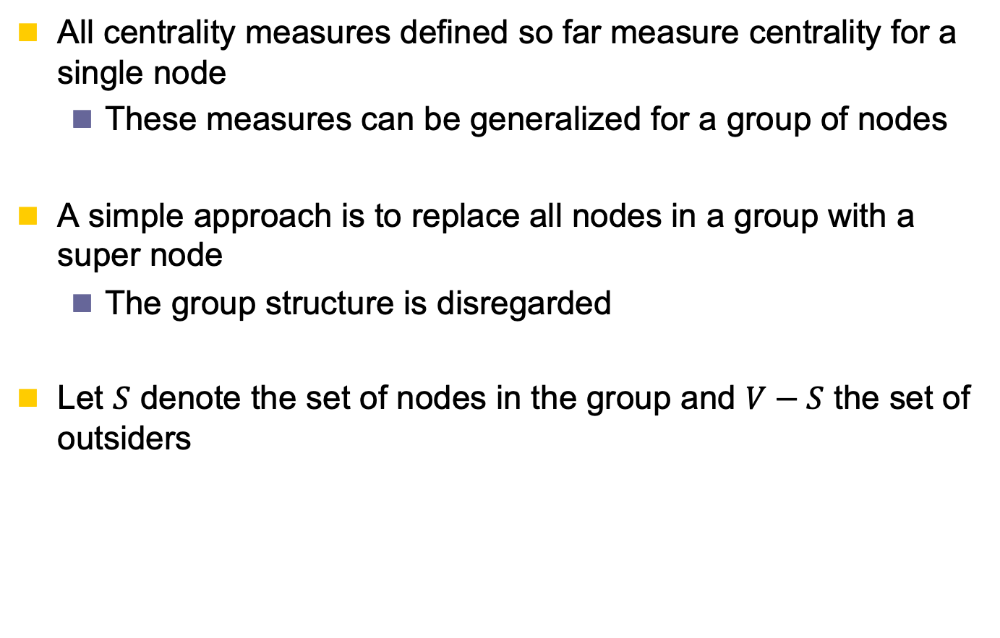 All centrality measures defined so far measure centrality for a
single node
These measures can be generalized for a group of nodes
A simple approach is to replace all nodes in a group with a
super node
The group structure is disregarded
Let 𝑆 denote the set of nodes in the group and 𝑉 − 𝑆 the set of
outsiders